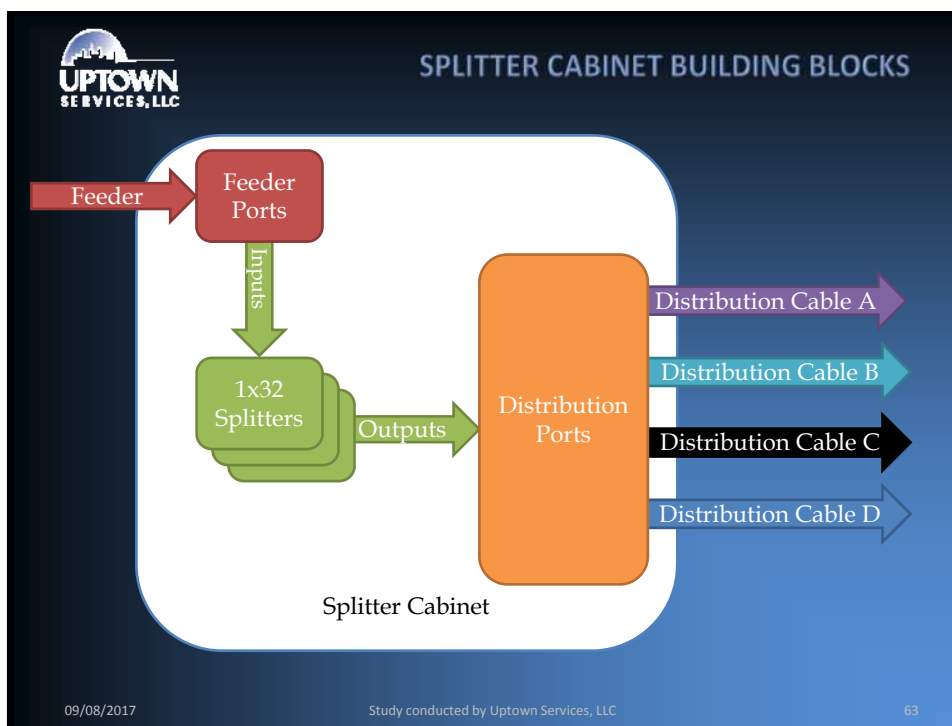 UPTOWN
SERVICES, LLC
SPLITTER CABINET BUILDING BLOCKS
Feeder
Feeder
Ports
Inputs
1x32
Splitters
Outputs
Distribution
Ports
Distribution Cable A
Distribution Cable B
Distribution Cable C
Distribution Cable D
Splitter Cabinet
09/08/2017
Study conducted by Uptown Services, LLC
63